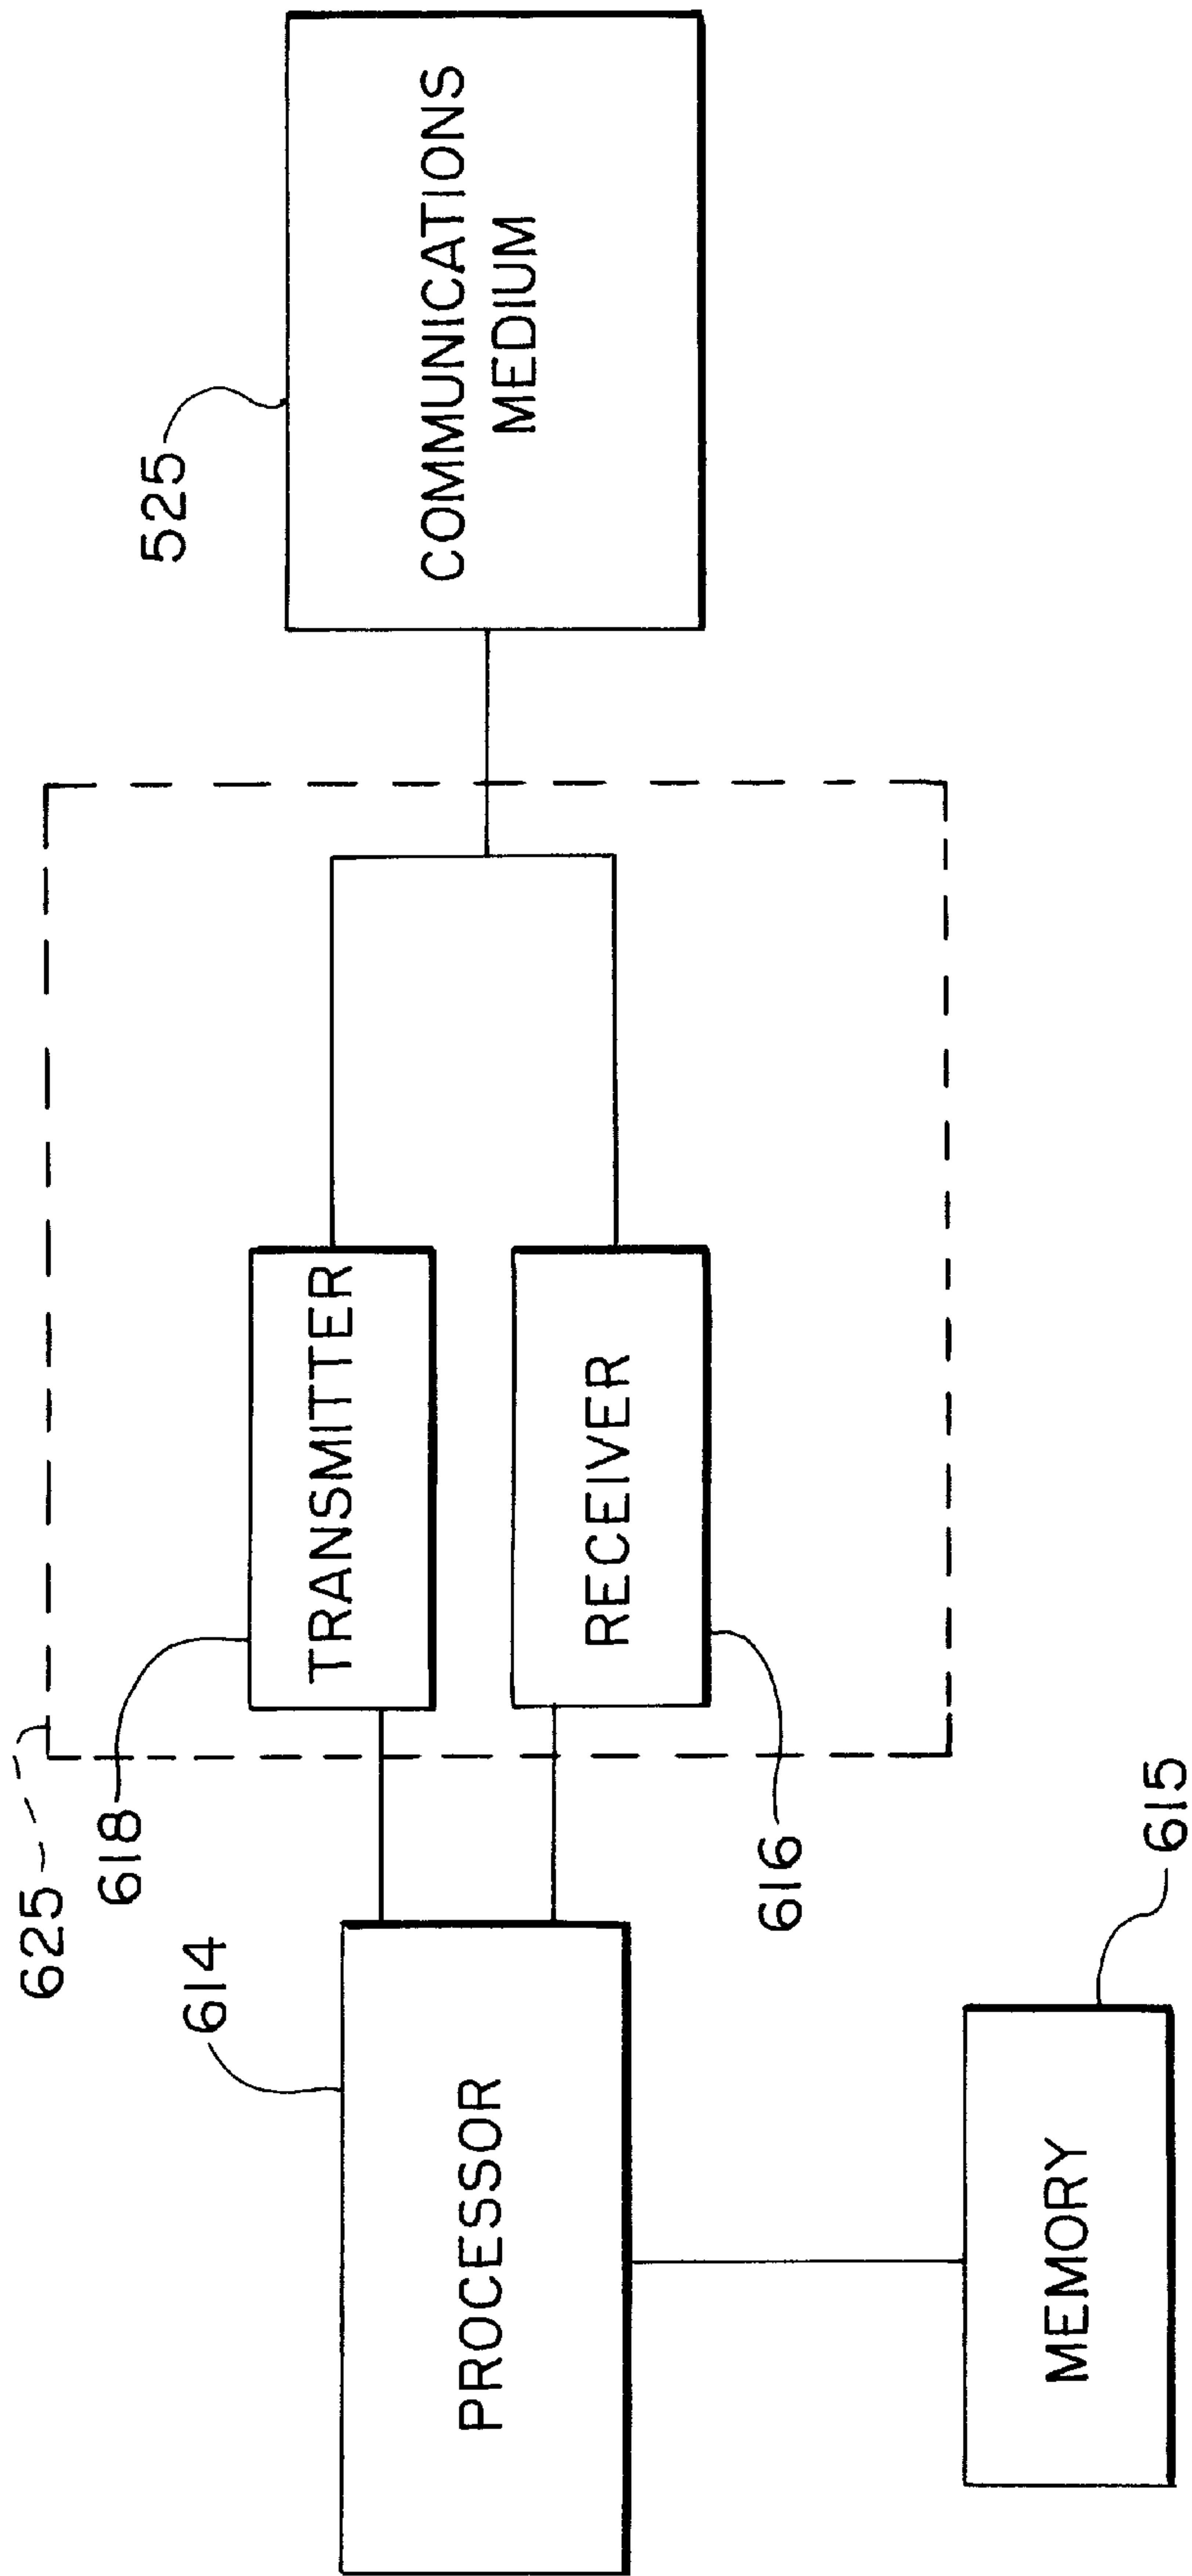 625
618
614
TRANSMITTER
525
PROCESSOR
RECEIVER
COMMUNICATIONS
MEDIUM
616
MEMORY
615